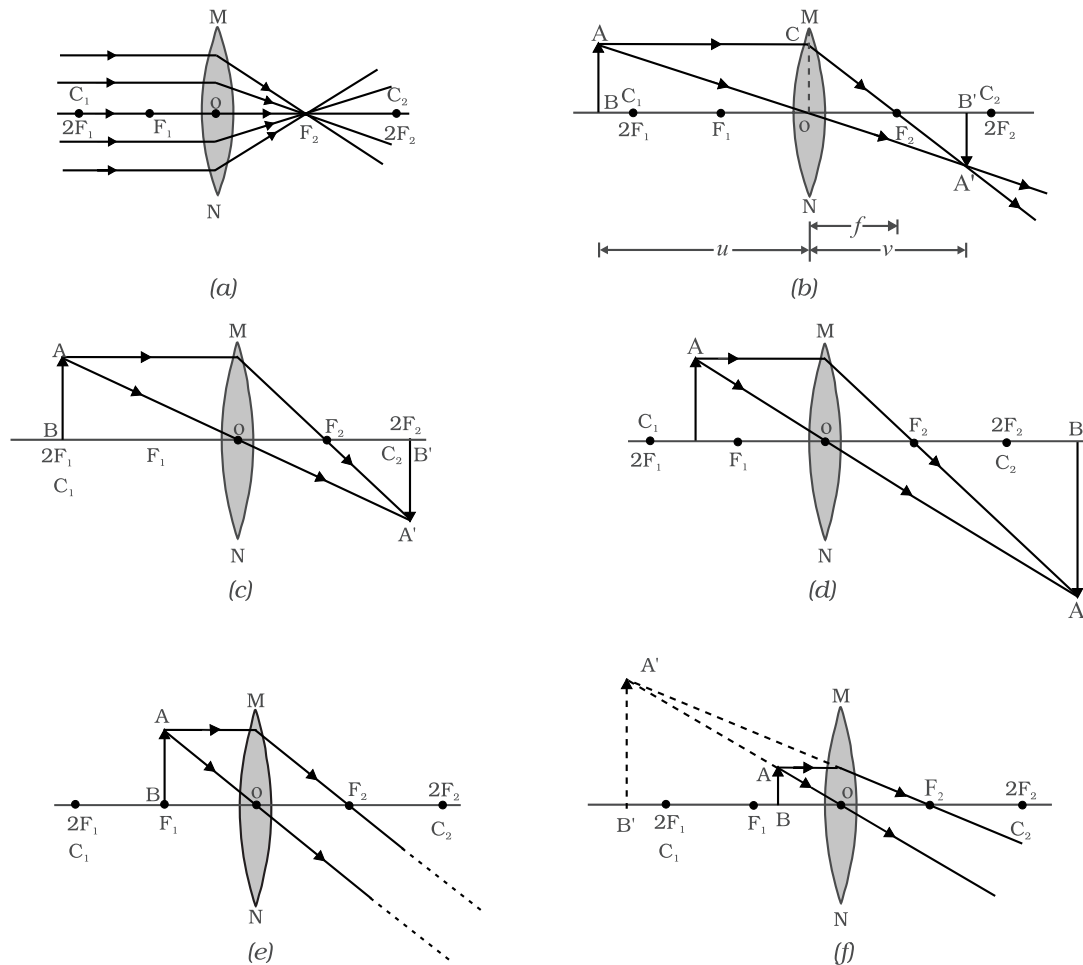 M
C₁ O C₂
2F₁ F₁ F₂ 2F₂
N
(a)
M
A C
B C₁ B' C₂
2F₁ F₁ O F₂ 2F₂
A'
N
f
u v
(b)
M
A
B O F₂ 2F₂
2F₁ F₁ C₂ B'
C₁
A'
N
(c)
M
A
C₁ O F₂ 2F₂ B
2F₁ F₁ C₂
A
N
(d)
M
A
B O F₂ 2F₂
2F₁ F₁ C₂
C₁
N
(e)
A'
M
A O F₂ 2F₂
B' 2F₁ F₁ B C₂
C₁
N
(f)